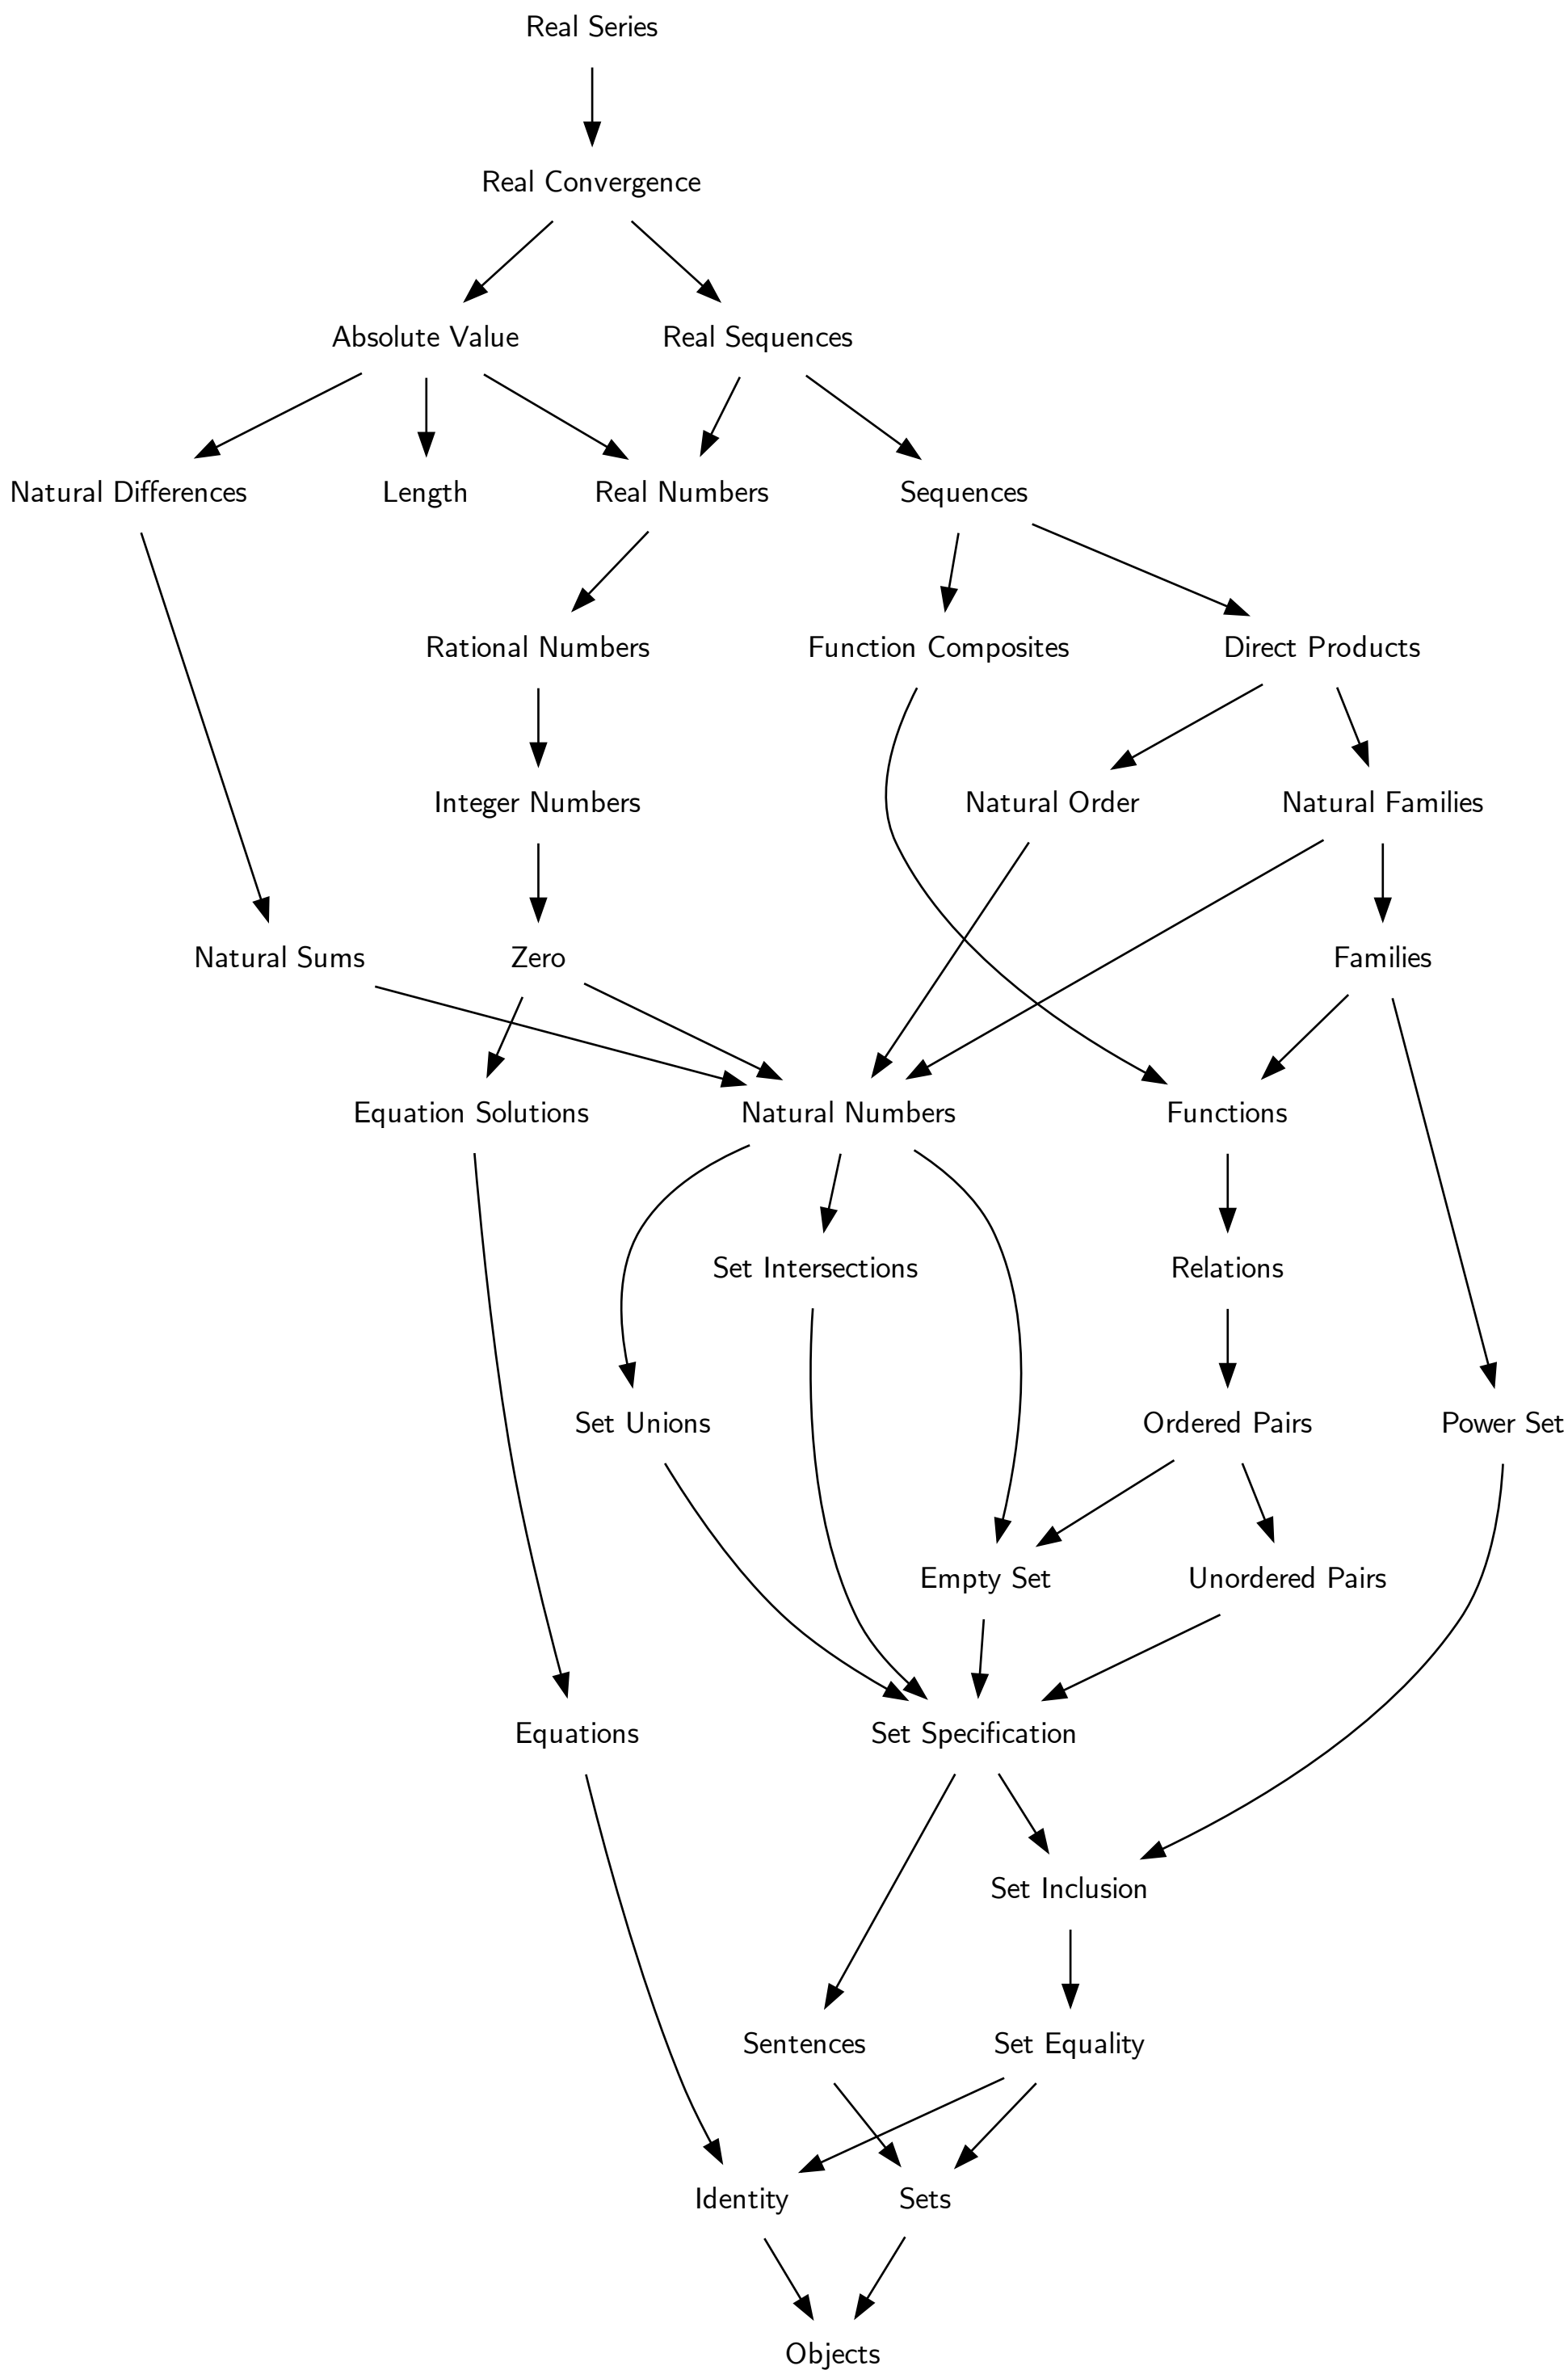 Real Series
Real Convergence
Absolute Value
Real Sequences
Natural Differences
Length
Real Numbers
Sequences
Rational Numbers
Function Composites
Direct Products
Integer Numbers
Natural Order
Natural Families
Natural Sums
Zero
Families
Equation Solutions
Natural Numbers
Functions
Set Intersections
Relations
Set Unions
Ordered Pairs
Power Set
Empty Set
Unordered Pairs
Equations
Set Specification
Set Inclusion
Sentences
Set Equality
Identity
Sets
Objects